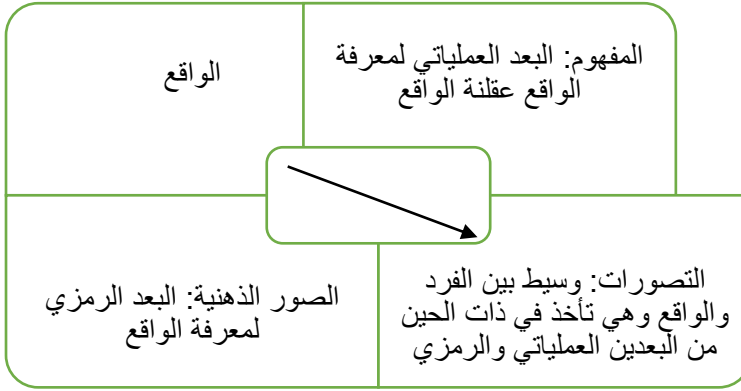 المفهوم: البعد العملياتي لمعرفة
الواقع عقلنة الواقع
الواقع
التصورات: وسيط بين الفرد
والواقع وهي تأخذ في ذات الحين
من البعدين العملياتي والرمزي
الصور الذهنية: البعد الرمزي
لمعرفة الواقع